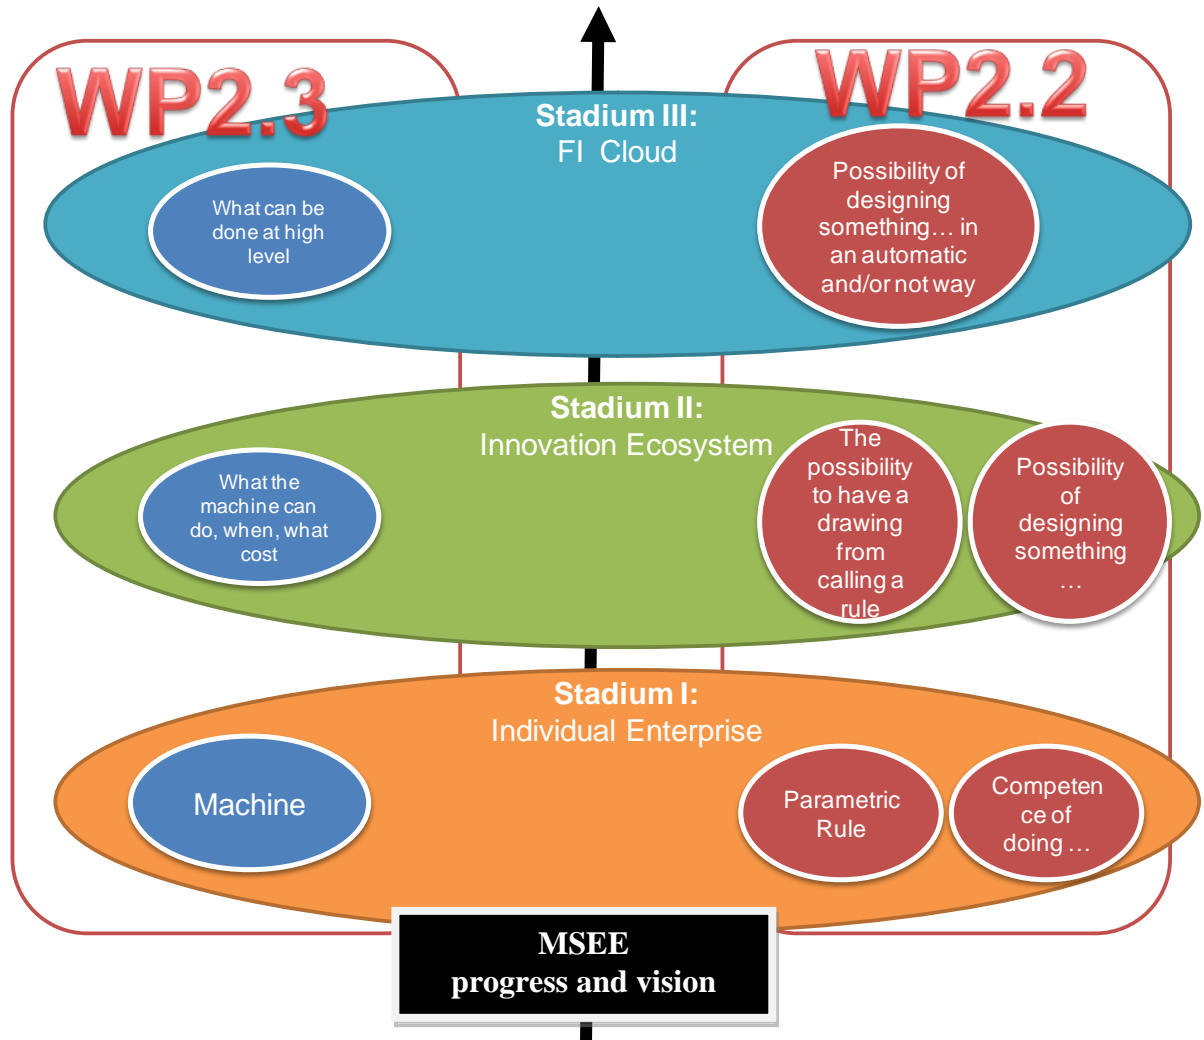 WP2.3
WP2.2
Stadium III:
FI Cloud
What can be
done at high
level
Possibility of
designing
something… in
an automatic
and/or not way
Stadium II:
Innovation Ecosystem
What the
machine can
do, when, what
cost
The
possibility
to have a
drawing
from
calling a
rule
Possibility
of
designing
something
…
Stadium I:
Individual Enterprise
Machine
Parametric
Rule
Competen
ce of
doing …
MSEE
progress and vision